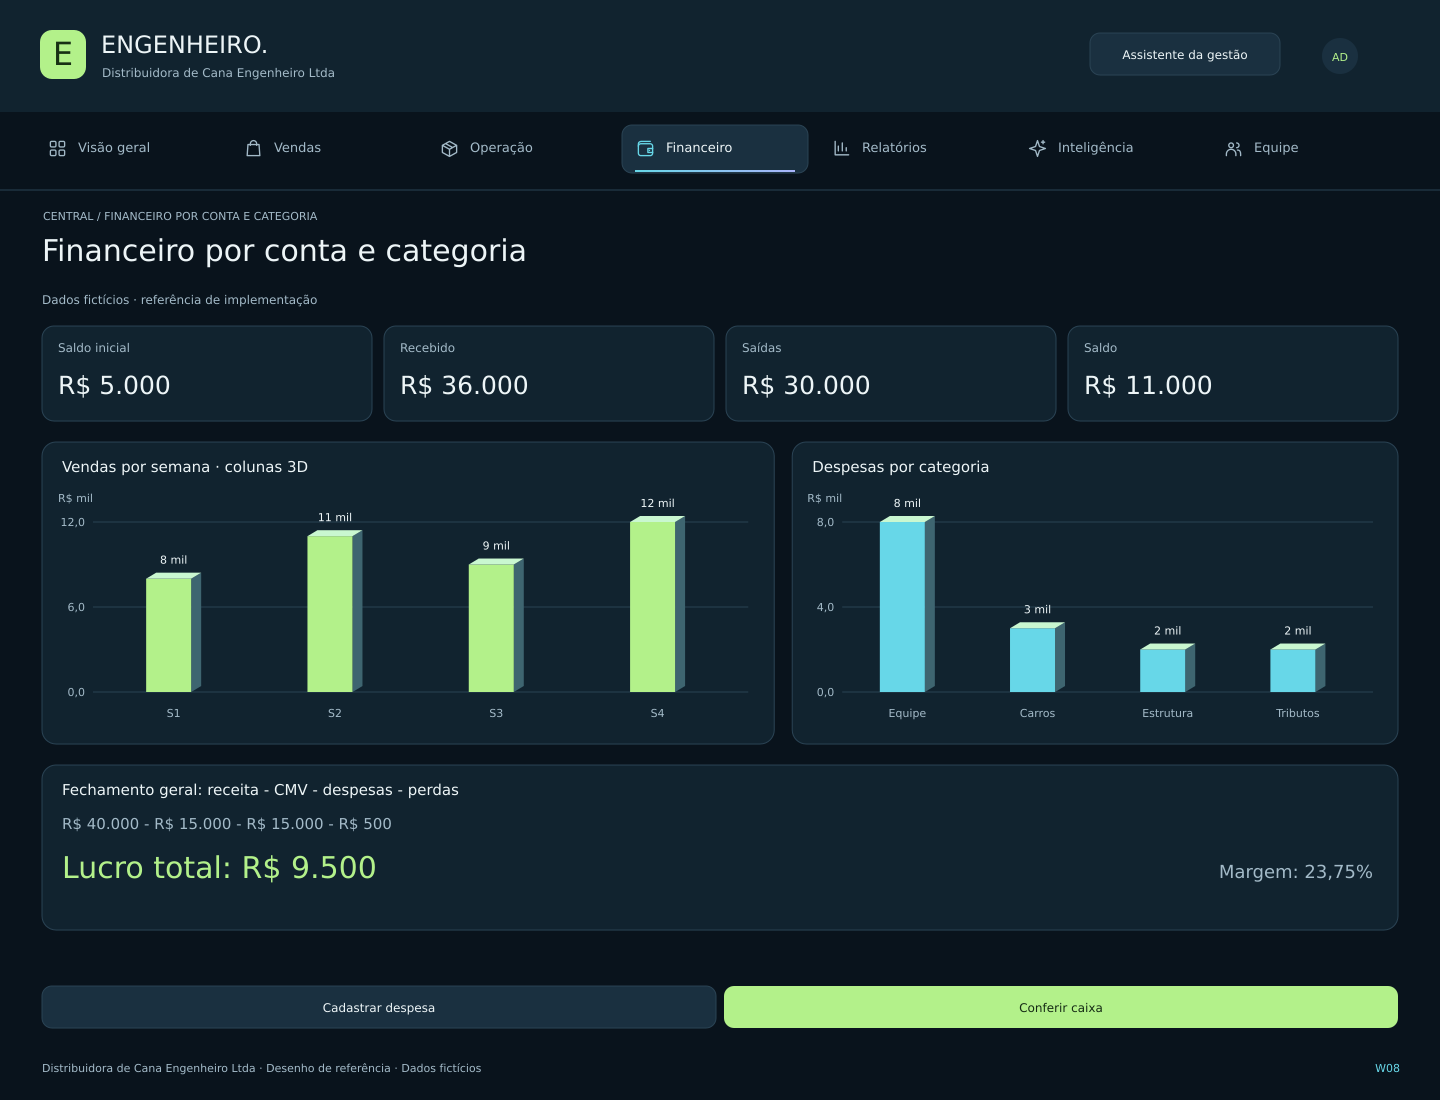 E
ENGENHEIRO.
Distribuidora de Cana Engenheiro Ltda
Assistente da gestão
AD
Visão geral
Vendas
Operação
Financeiro
Relatórios
Inteligência
Equipe
CENTRAL / FINANCEIRO POR CONTA E CATEGORIA
Financeiro por conta e categoria
Dados fictícios · referência de implementação
Saldo inicial
R$ 5.000
Recebido
R$ 36.000
Saídas
R$ 30.000
Saldo
R$ 11.000
Vendas por semana · colunas 3D
R$ mil
12,0
6,0
0,0
8 mil
11 mil
9 mil
12 mil
S1
S2
S3
S4
Despesas por categoria
R$ mil
8,0
4,0
0,0
8 mil
3 mil
2 mil
2 mil
Equipe
Carros
Estrutura
Tributos
Fechamento geral: receita - CMV - despesas - perdas
R$ 40.000 - R$ 15.000 - R$ 15.000 - R$ 500
Lucro total: R$ 9.500
Margem: 23,75%
Cadastrar despesa
Conferir caixa
Distribuidora de Cana Engenheiro Ltda · Desenho de referência · Dados fictícios
W08